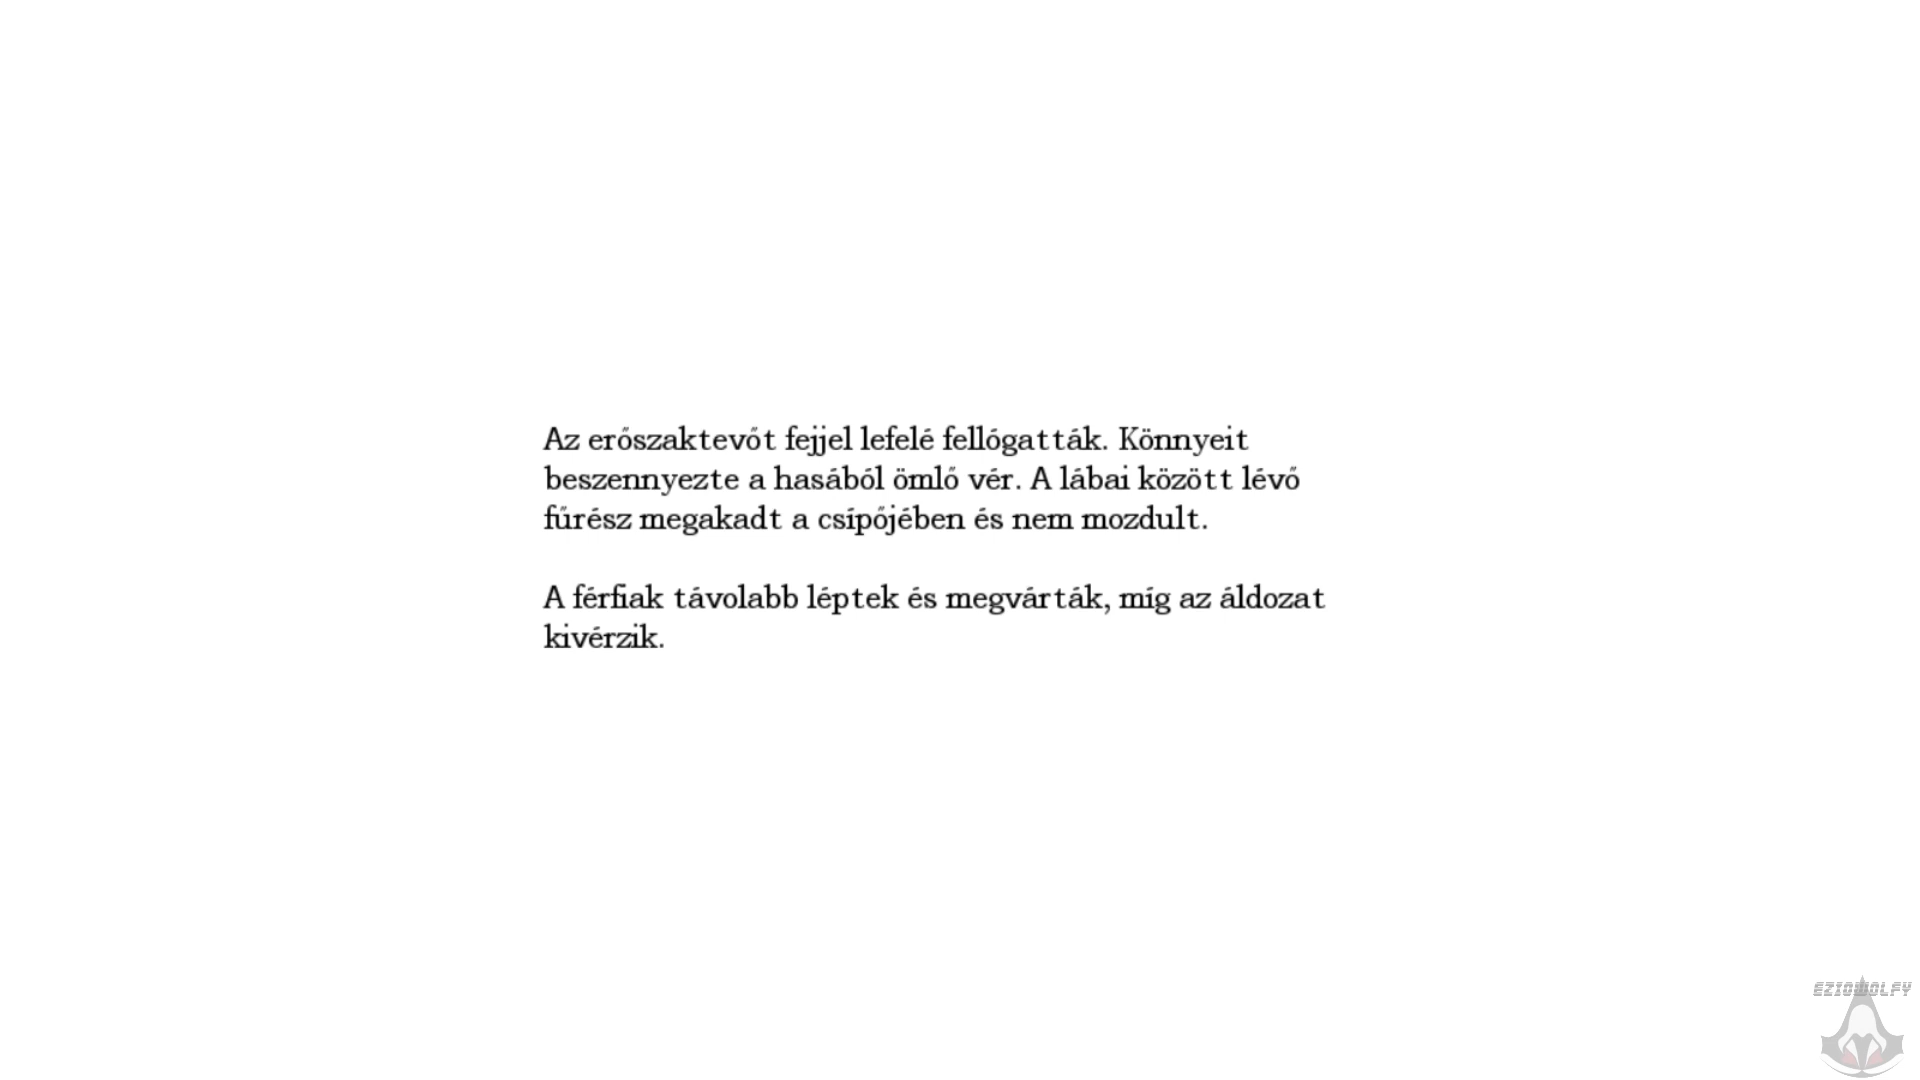 Az erőszaktevőt fejjel lefelé fellógatták. Könnyeit
beszennyezte a hasából ömlő vér. A lábai között lévő
fűrész megakadt a csípőjében és nem mozdult.
A férfiak távolabb léptek és megvárták, míg az áldozat
kivérzik.
EZIOWOLFY